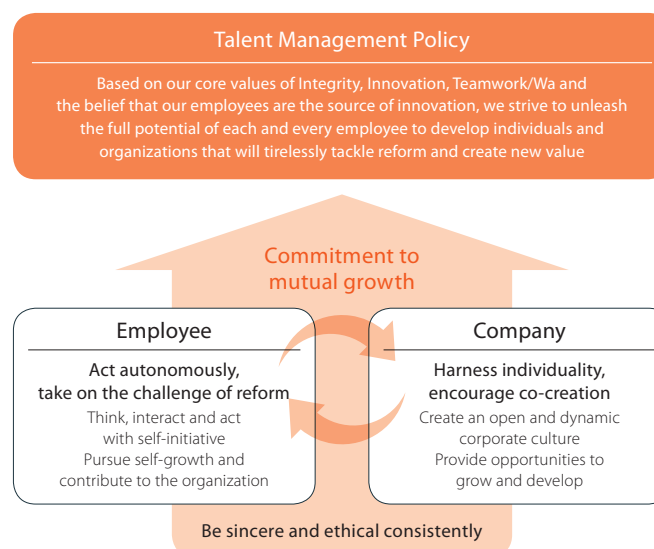 Talent Management Policy
Based on our core values of Integrity, Innovation, Teamwork/Wa and
the belief that our employees are the source of innovation, we strive to unleash
the full potential of each and every employee to develop individuals and
organizations that will tirelessly tackle reform and create new value
Commitment to
mutual growth
Employee
Act autonomously,
take on the challenge of reform
Think, interact and act
with self-initiative
Pursue self-growth and
contribute to the organization
Company
Harness individuality,
encourage co-creation
Create an open and dynamic
corporate culture
Provide opportunities to
grow and develop
Be sincere and ethical consistently